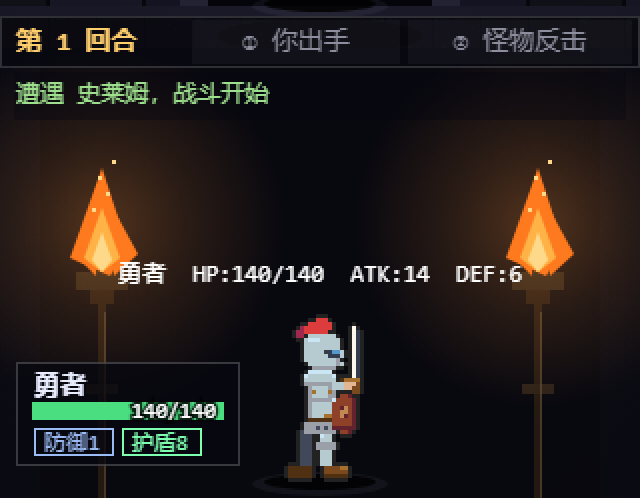 第 1 回合 ① 你出手 ② 怪物反击
遭遇 史莱姆，战斗开始
勇者 HP:140/140 ATK:14 DEF:6
勇者
140/140
防御1 护盾8